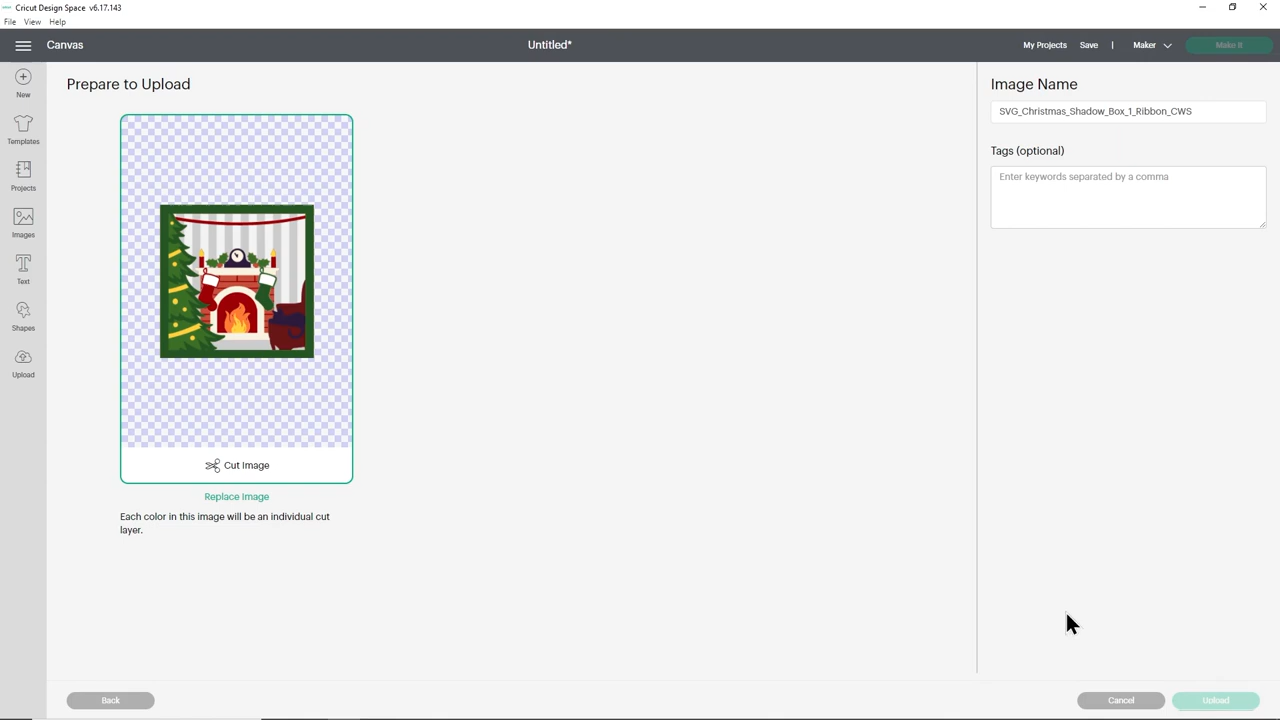 Cricut Design Space v6.17.143
File View Help
Canvas
Untitled*
My Projects Save | Maker Make It
New
Templates
Projects
Images
Text
Shapes
Upload
Prepare to Upload
Cut Image
Replace Image
Each color in this image will be an individual cut
layer.
Image Name
SVG_Christmas_Shadow_Box_1_Ribbon_CWS
Tags (optional)
Enter keywords separated by a comma
Back
Cancel
Upload